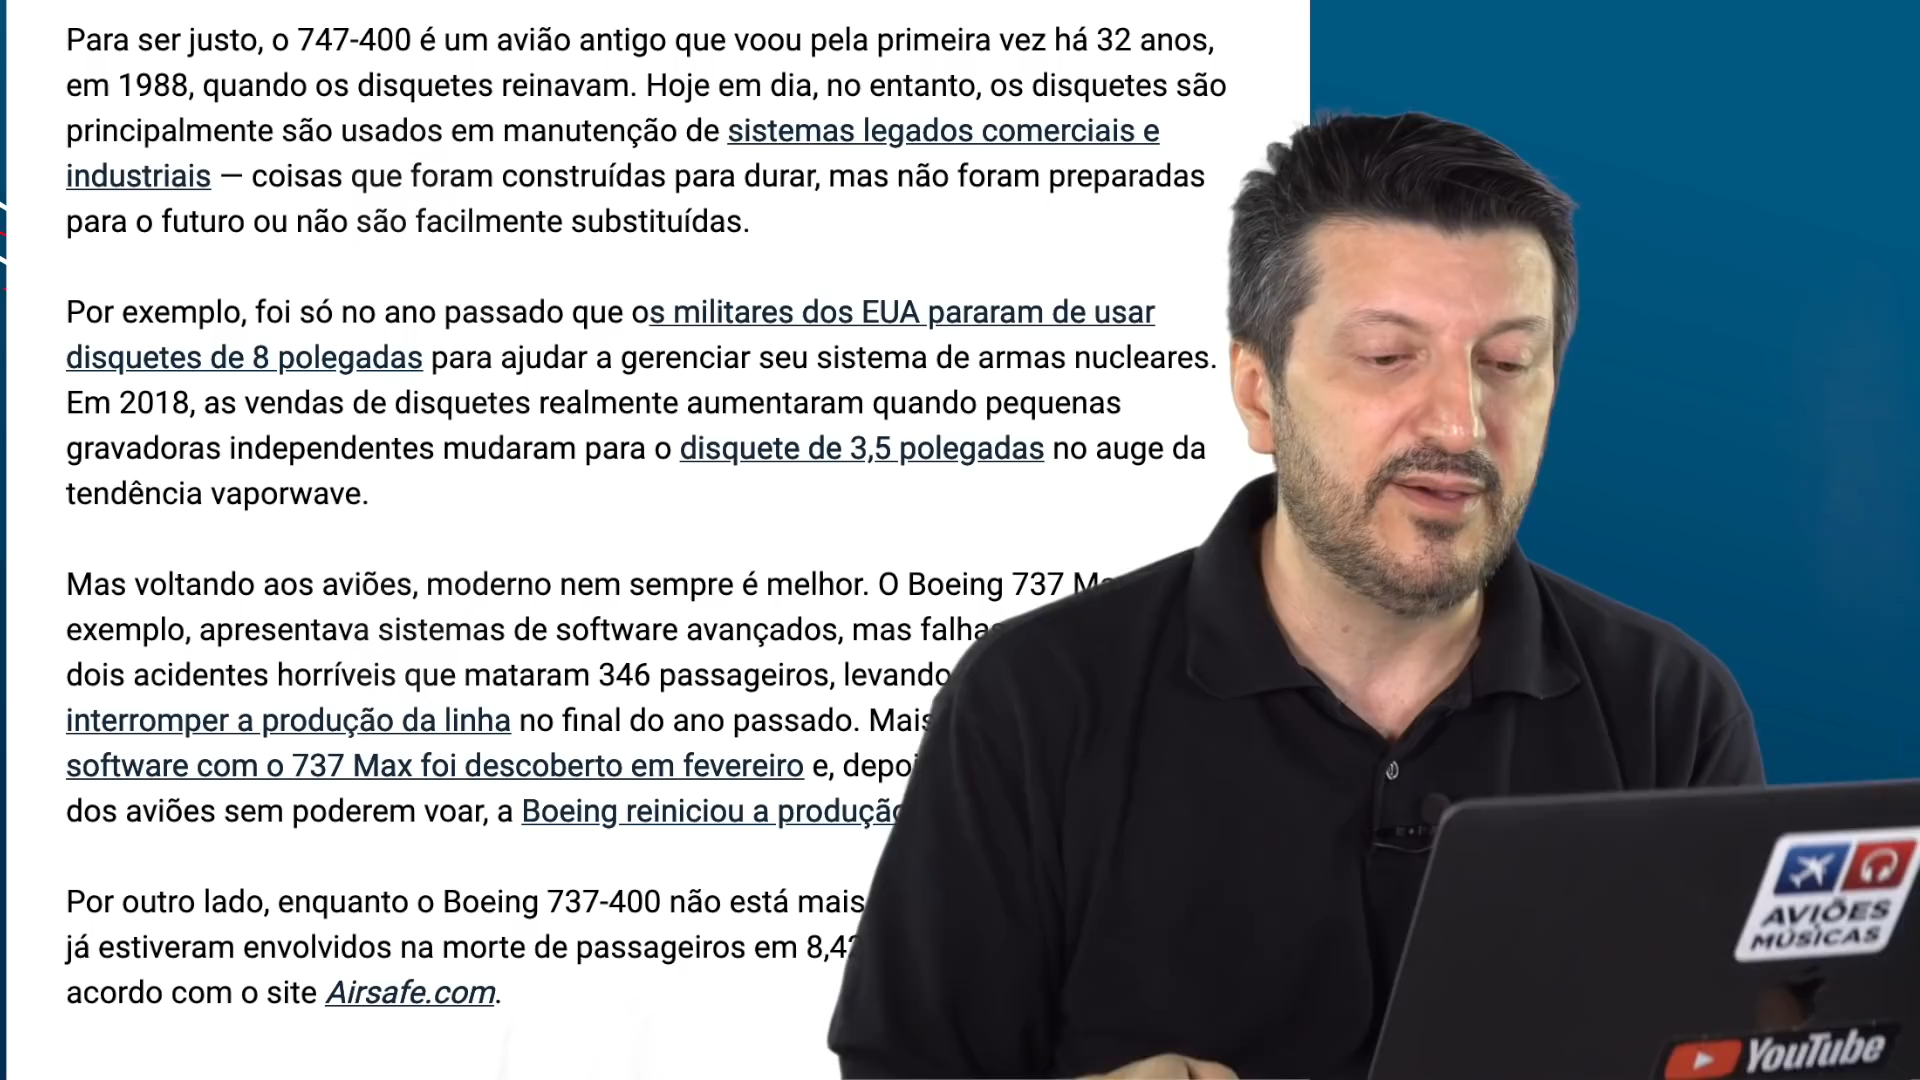 Para ser justo, o 747-400 é um avião antigo que voou pela primeira vez há 32 anos,
em 1988, quando os disquetes reinavam. Hoje em dia, no entanto, os disquetes são
principalmente são usados em manutenção de sistemas legados comerciais e
industriais — coisas que foram construídas para durar, mas não foram preparadas
para o futuro ou não são facilmente substituídas.
Por exemplo, foi só no ano passado que os militares dos EUA pararam de usar
disquetes de 8 polegadas para ajudar a gerenciar seu sistema de armas nucleares.
Em 2018, as vendas de disquetes realmente aumentaram quando pequenas
gravadoras independentes mudaram para o disquete de 3,5 polegadas no auge da
tendência vaporwave.
Mas voltando aos aviões, moderno nem sempre é melhor. O Boeing 737
exemplo, apresentava sistemas de software avançados, mas
dois acidentes horríveis que mataram 346 passageiros, levando
interromper a produção da linha no final do ano passado. Mais
software com o 737 Max foi descoberto em fevereiro e,
dos aviões sem poderem voar, a Boeing reiniciou a produção
Por outro lado, enquanto o Boeing 737-400 não está mais
já estiveram envolvidos na morte de passageiros em
acordo com o site Airsafe.com.
AVIÕES
MÚSICAS
YouTube